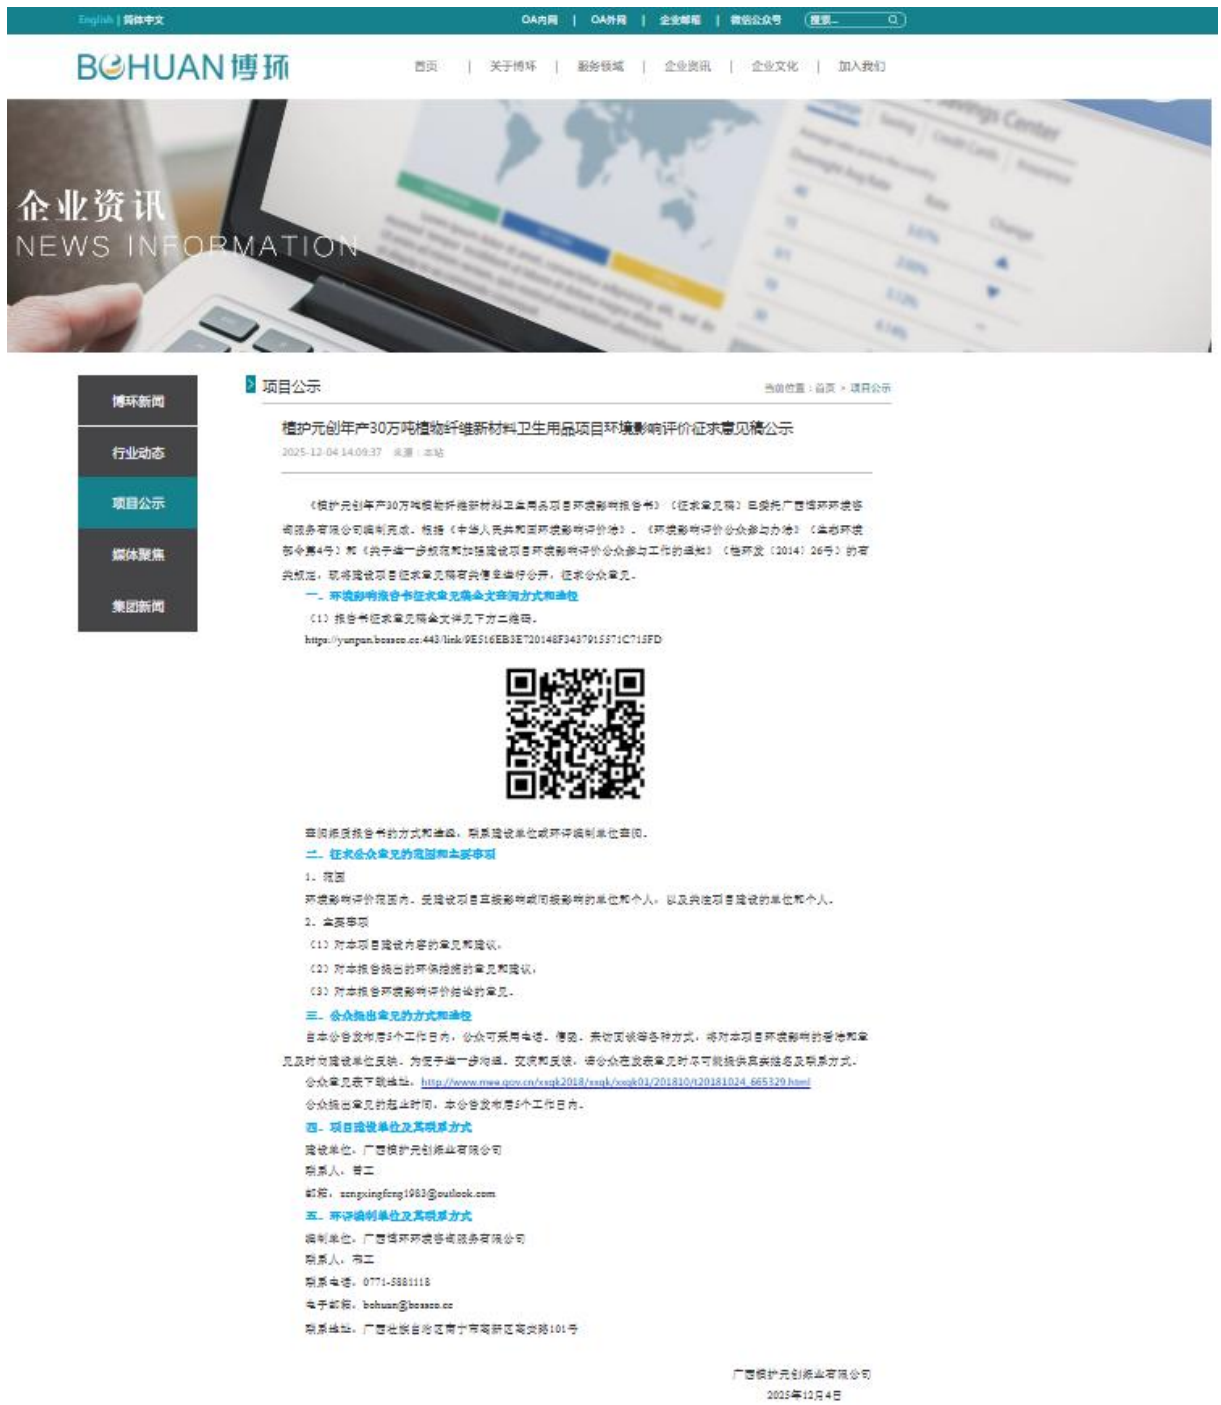 English | 简体中文
OA内网 | OA外网 | 企业邮箱 | 微信公众号
搜索...
BOHUAN 博环
首页 | 关于博环 | 服务领域 | 企业资讯 | 企业文化 | 加入我们
Savings Center
企业资讯
NEWS INFORMATION
博环新闻
行业动态
项目公示
媒体聚焦
集团新闻
项目公示
当前位置:首页 > 项目公示
植护元创年产30万吨植物纤维新材料卫生用品项目环境影响评价征求意见稿公示
2025-12-04 14:09:37 来源:本站
《植护元创年产30万吨植物纤维新材料卫生用品项目环境影响报告书》(征求意见稿)已委托广西博环环境咨
询服务有限公司编制完成。根据《中华人民共和国环境影响评价法》、《环境影响评价公众参与办法》(生态环境
部令第4号)和《关于进一步规范和加强建设项目环境影响评价公众参与工作的通知》(桂环发〔2014〕26号)的有
关规定,现将建设项目征求意见稿有关信息进行公开,征求公众意见。
一、环境影响报告书征求意见稿全文查阅方式和途径
(1)报告书征求意见稿全文详见下方二维码。
https://yunpan.bossco.cc:443/link/9E516EB3E720148F3437915571C715FD
查阅纸质报告书的方式和途径:联系建设单位或环评编制单位查阅。
二、征求公众意见的范围和主要事项
1、范围
环境影响评价范围内、受建设项目直接影响或间接影响的单位和个人,以及关注项目建设的单位和个人。
2、主要事项
(1)对本项目建设内容的意见和建议;
(2)对本报告提出的环保措施的意见和建议;
(3)对本报告环境影响评价结论的意见。
三、公众提出意见的方式和途径
自本公告发布后5个工作日内,公众可采用电话、信函、来访面谈等各种方式,将对本项目环境影响的看法和意
见及时向建设单位反映。为便于进一步沟通、交流和反馈,请公众在发表意见时尽可能提供真实姓名及联系方式。
公众意见表下载地址:http://www.mee.gov.cn/xxgk2018/xxgk/xxgk01/201810/t20181024_665329.html
公众提出意见的起止时间:本公告发布后5个工作日内。
四、项目建设单位及其联系方式
建设单位:广西植护元创纸业有限公司
联系人:曾工
邮箱:zengxingfeng1983@outlook.com
五、环评编制单位及其联系方式
编制单位:广西博环环境咨询服务有限公司
联系人:韦工
联系电话:0771-5881118
电子邮箱:bohuan@bossco.cc
联系地址:广西壮族自治区南宁市高新区高安路101号
广西植护元创纸业有限公司
2025年12月4日